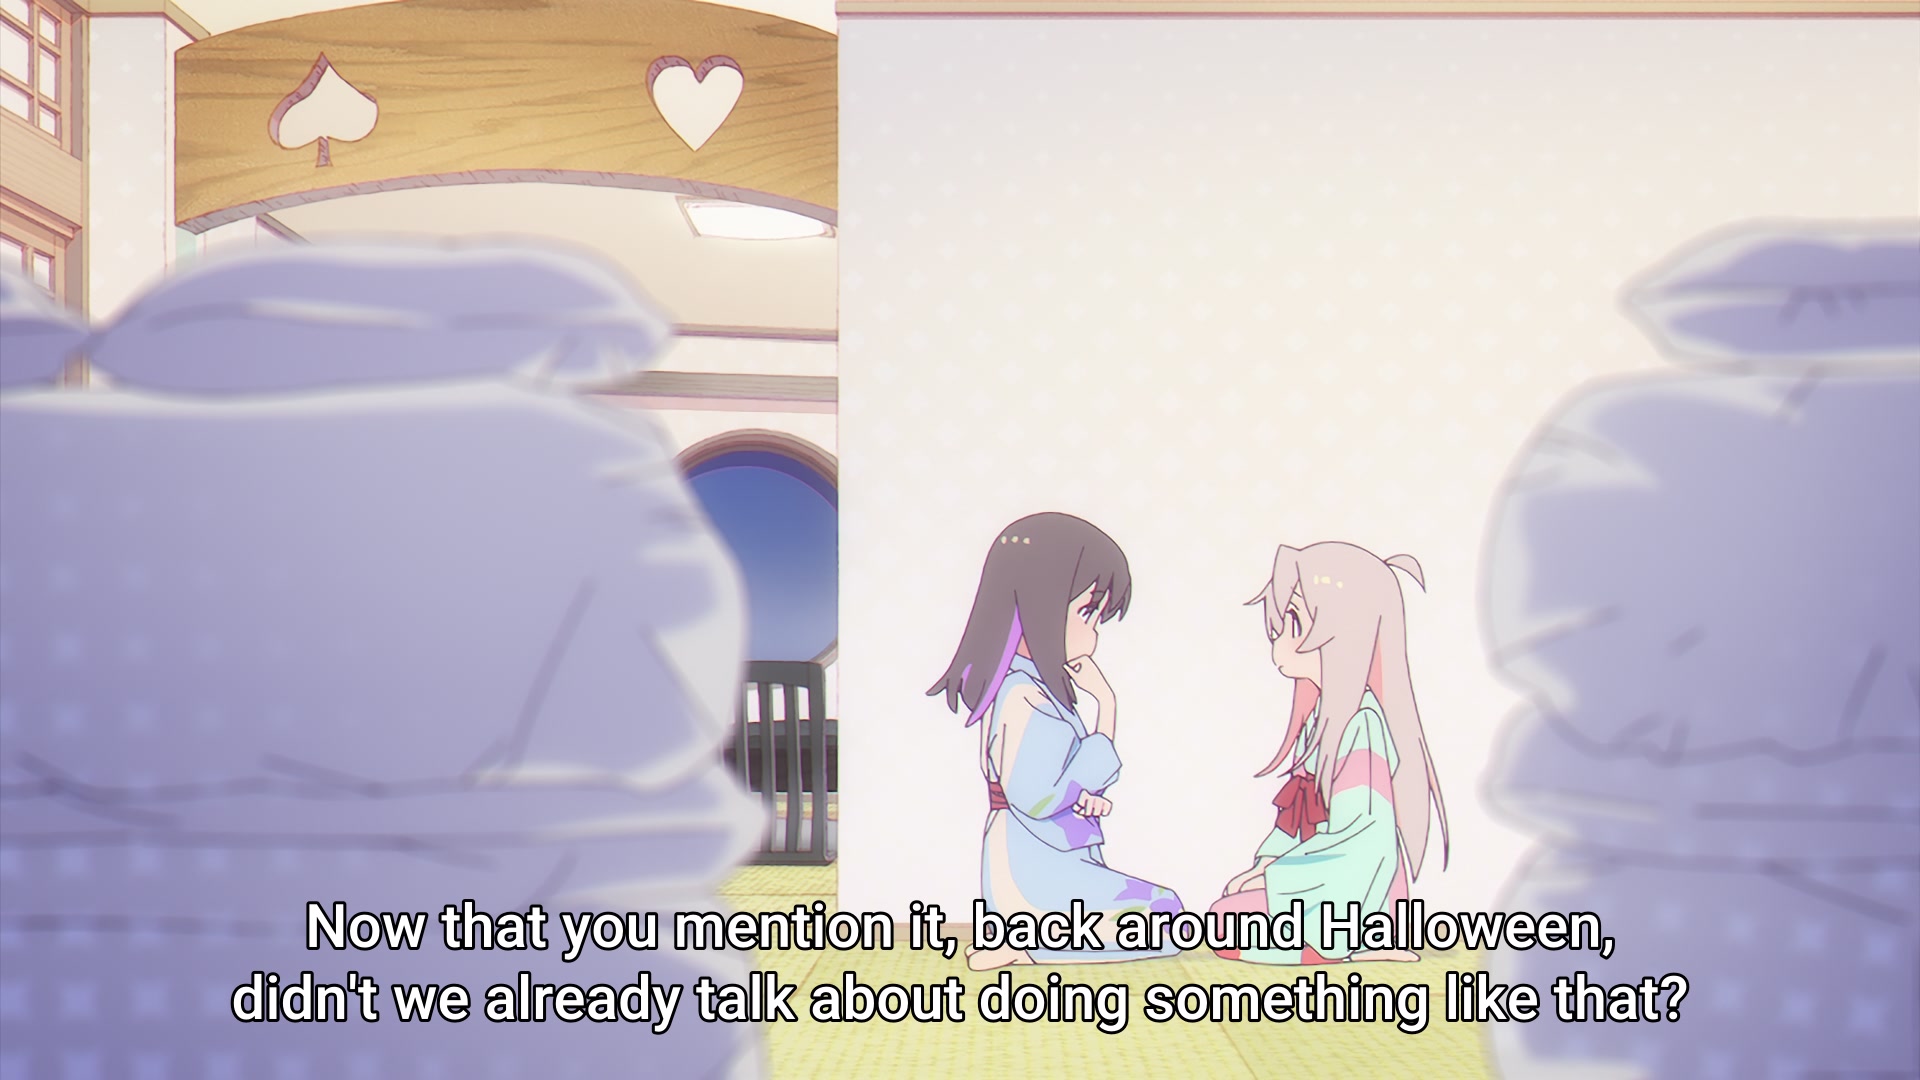 Now that you mention it, back around Halloween,
didn't we already talk about doing something like that?